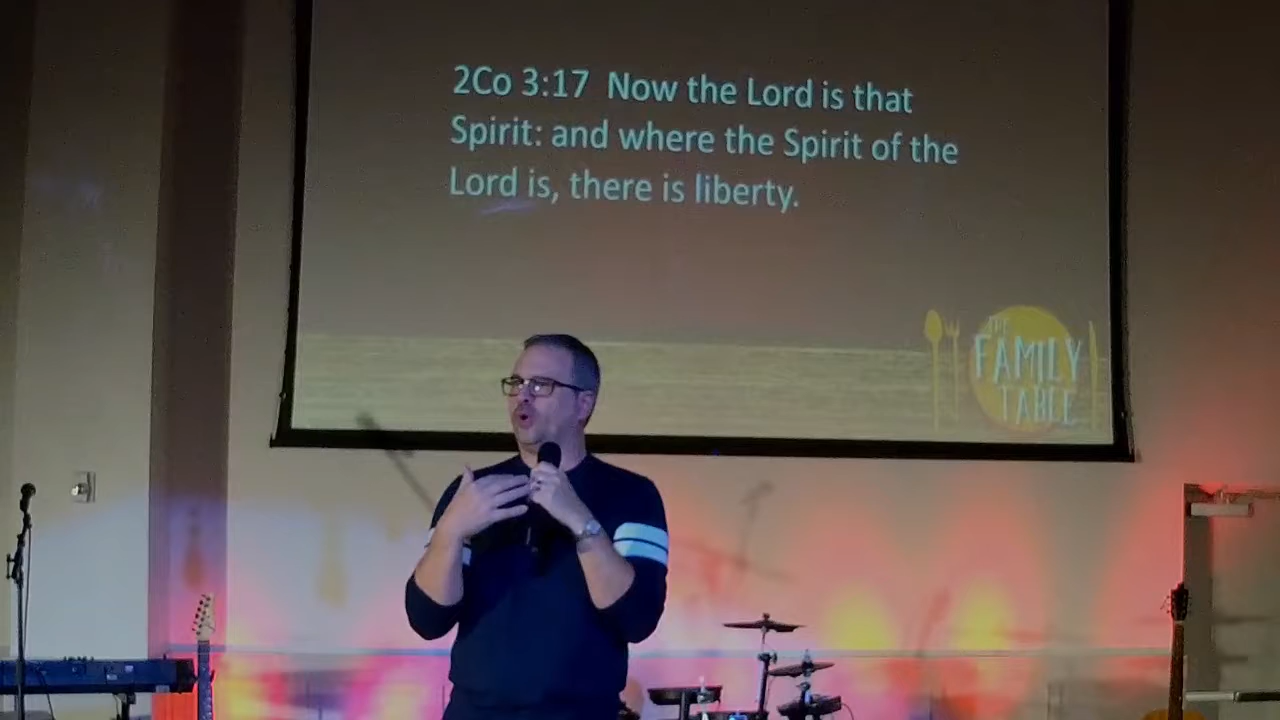 2Co 3:17 Now the Lord is that
Spirit: and where the Spirit of the
Lord is, there is liberty.
THE
FAMILY
TABLE